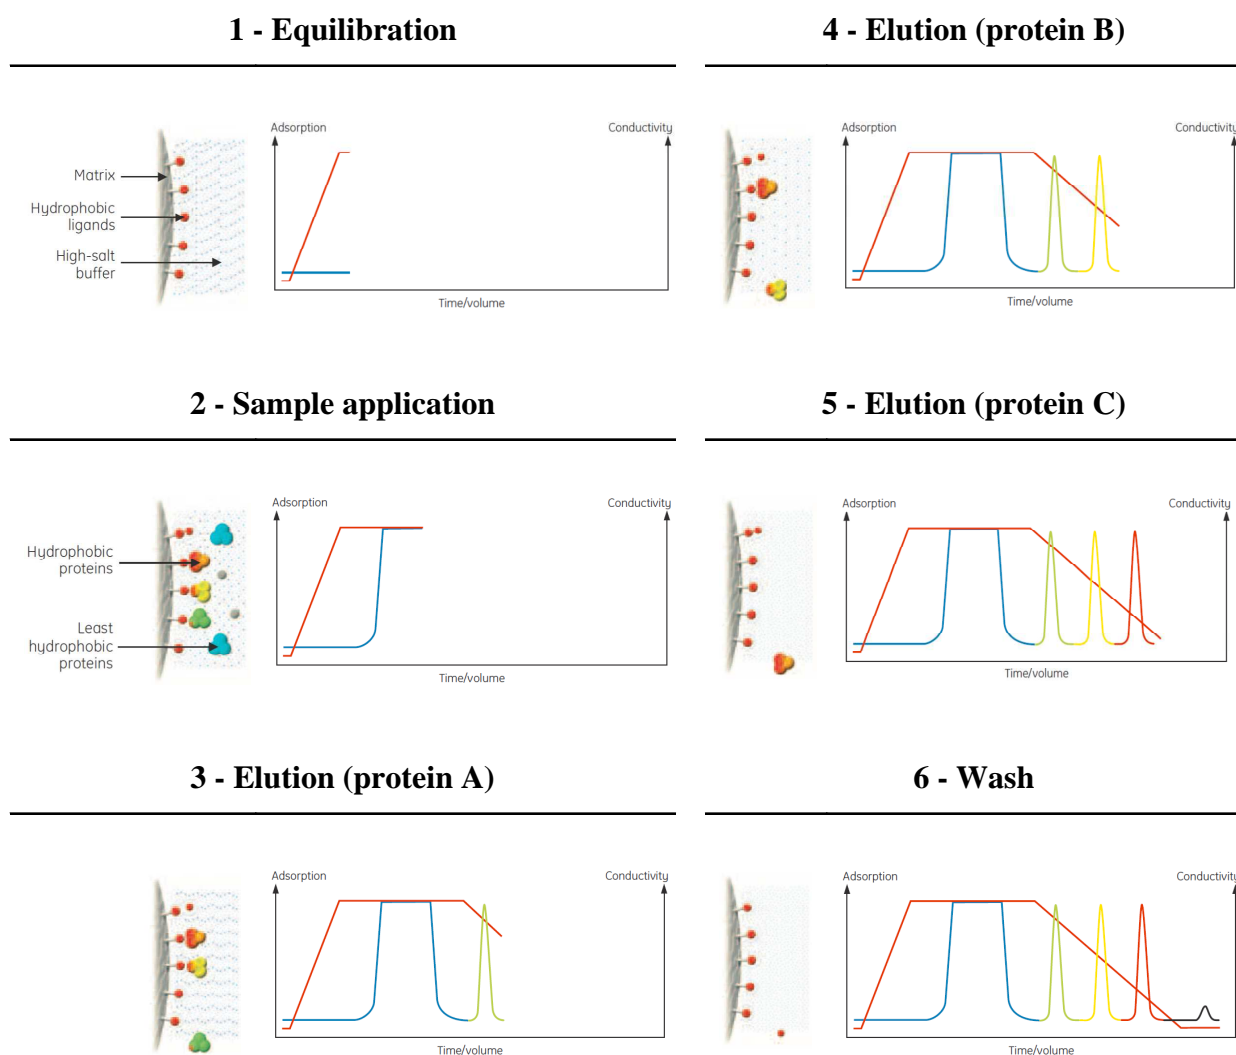 1 - Equilibration
Adsorption
Conductivity
Matrix
Hydrophobic
ligands
High-salt
buffer
Time/volume
2 - Sample application
Adsorption
Conductivity
Hydrophobic
proteins
Least
hydrophobic
proteins
Time/volume
3 - Elution (protein A)
Adsorption
Conductivity
Time/volume
4 - Elution (protein B)
Adsorption
Conductivity
Time/volume
5 - Elution (protein C)
Adsorption
Conductivity
Time/volume
6 - Wash
Adsorption
Conductivity
Time/volume